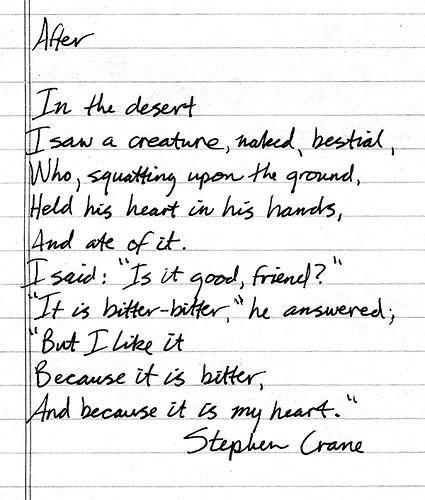 After
In the desert
I saw a creature, naked, bestial,
Who, squatting upon the ground,
Held his heart in his hands,
And ate of it.
I said: "Is it good, friend?"
"It is bitter-bitter," he answered;
"But I like it
Because it is bitter,
And because it is my heart."
Stephen Crane